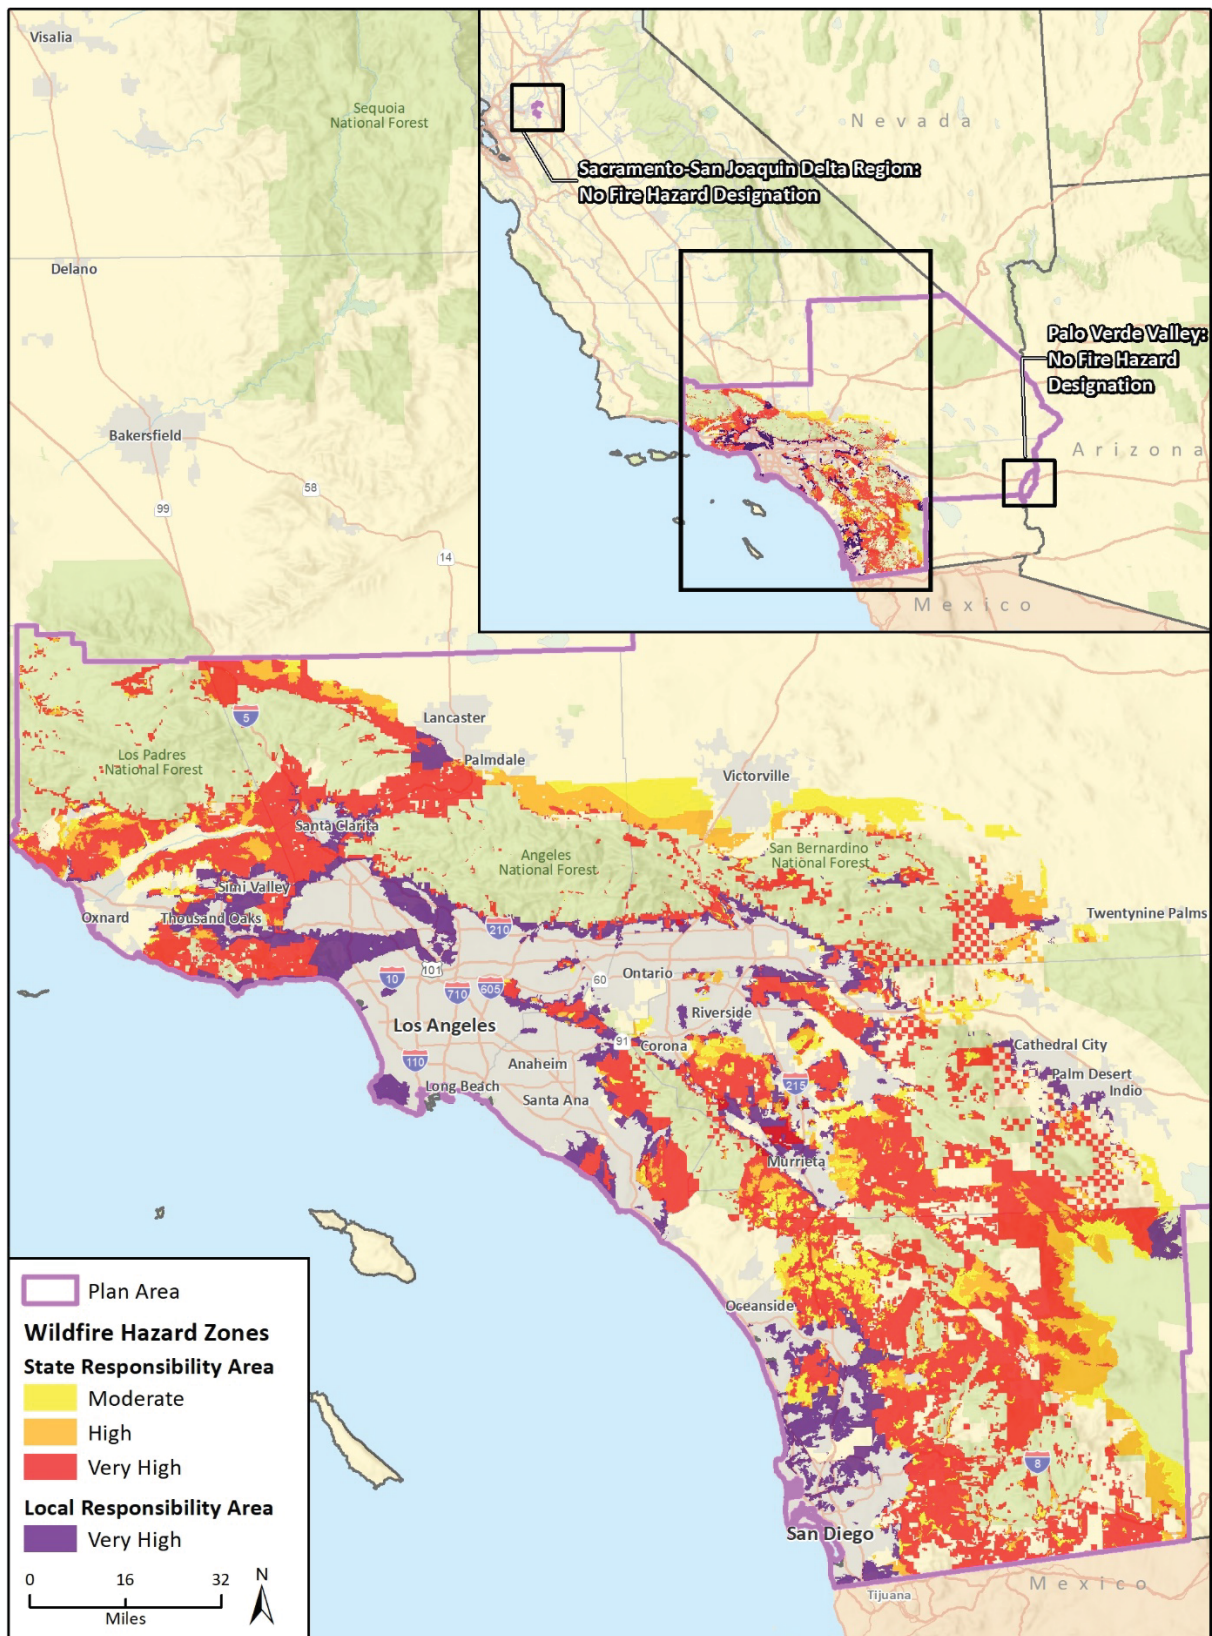 Visalia
Sequoia
National Forest
Delano
Bakersfield
58
99
14
Nevada
Sacramento-San Joaquin Delta Region:
No Fire Hazard Designation
Palo Verde Valley:
No Fire Hazard
Designation
Arizona
Mexico
5
Lancaster
Los Padres
National Forest
Palmdale
Victorville
Santa Clarita
Angeles
National Forest
San Bernardino
National Forest
Simi Valley
Oxnard
Thousand Oaks
Twentynine Palms
210
101
10
710
605
60
Ontario
Los Angeles
Riverside
91
Corona
Cathedral City
110
Anaheim
Long Beach
215
Palm Desert
Indio
Santa Ana
Murrieta
Oceanside
8
San Diego
Mexico
Tijuana
Plan Area
Wildfire Hazard Zones
State Responsibility Area
Moderate
High
Very High
Local Responsibility Area
Very High
0 16 32
Miles
N